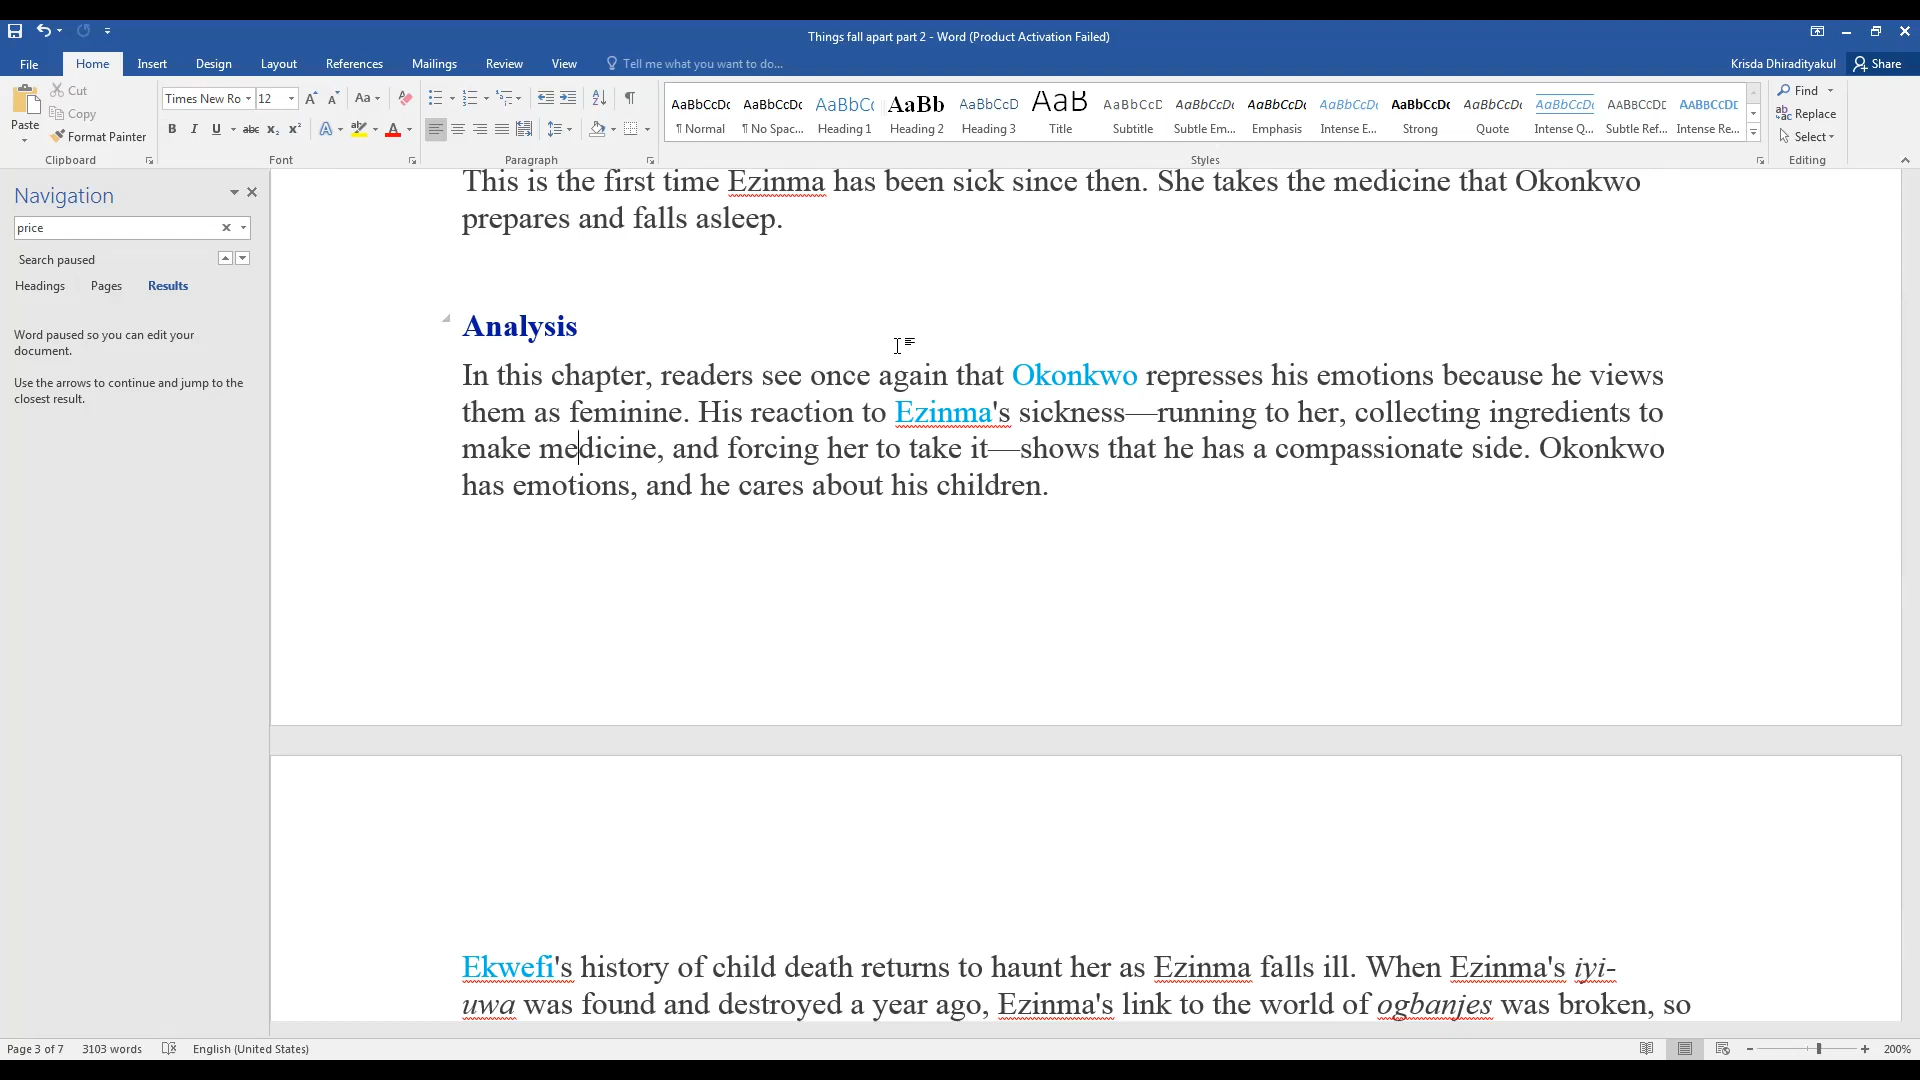 Things fall apart part 2 - Word (Product Activation Failed)
File Home Insert Design Layout References Mailings Review View Tell me what you want to do... Krisda Dhiradityakul Share
Paste Cut Copy Format Painter
Clipboard
Times New Ro 12 Aa
B I U abc x₂ x² A A
Font
Paragraph
AaBbCcDc AaBbCcDc AaBbCc AaBb AaBbCcD AaB AaBbCcD AaBbCcDc AaBbCcDc AaBbCcDc AaBbCcDc AaBbCcDc AaBbCcDc AABBCCDE AABBCCDE
¶ Normal ¶ No Spac... Heading 1 Heading 2 Heading 3 Title Subtitle Subtle Em... Emphasis Intense E... Strong Quote Intense Q... Subtle Ref... Intense Re...
Styles
Find
Replace
Select
Editing
Navigation
price
Search paused
Headings Pages Results
Word paused so you can edit your
document.
Use the arrows to continue and jump to the
closest result.
This is the first time Ezinma has been sick since then. She takes the medicine that Okonkwo
prepares and falls asleep.
Analysis
In this chapter, readers see once again that Okonkwo represses his emotions because he views
them as feminine. His reaction to Ezinma's sickness—running to her, collecting ingredients to
make medicine, and forcing her to take it—shows that he has a compassionate side. Okonkwo
has emotions, and he cares about his children.
Ekwefi's history of child death returns to haunt her as Ezinma falls ill. When Ezinma's iyi-
uwa was found and destroyed a year ago, Ezinma's link to the world of ogbanjes was broken, so
Page 3 of 7 3103 words English (United States) 200%